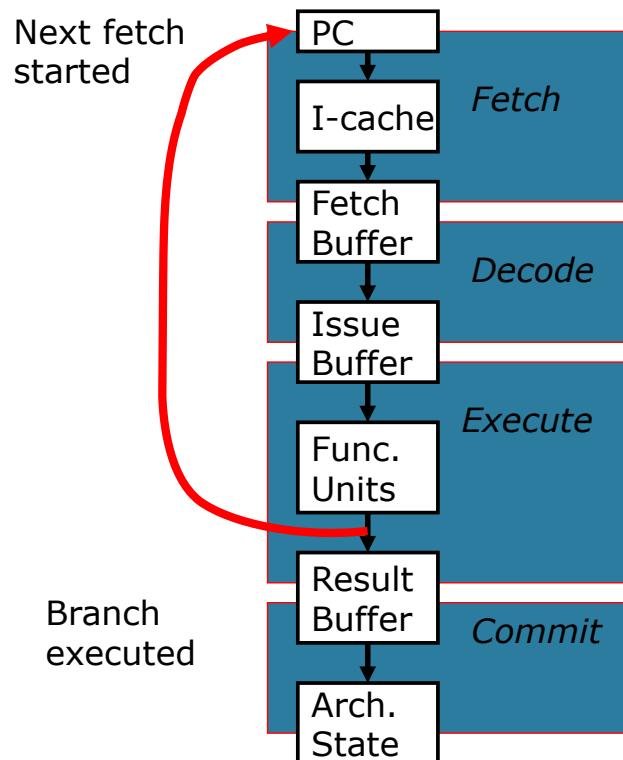 Next fetch
started
PC
I-cache
Fetch
Fetch
Buffer
Decode
Issue
Buffer
Execute
Func.
Units
Result
Buffer
Branch
executed
Commit
Arch.
State